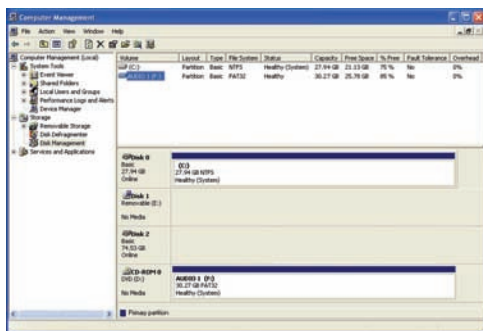 Computer Management
File Action View Window Help
Computer Management (Local)
System Tools
Event Viewer
Shared Folders
Local Users and Groups
Performance Logs and Alerts
Device Manager
Storage
Removable Storage
Disk Defragmenter
Disk Management
Services and Applications
Volume Layout Type File System Status Capacity Free Space % Free Fault Tolerance Overhead
(C:) Partition Basic NTFS Healthy (System) 27.94 GB 21.13 GB 75 % No 0%
AUDIO 1 (F:) Partition Basic FAT32 Healthy 30.27 GB 25.78 GB 85 % No 0%
Disk 0
Basic
27.94 GB
Online
(C:)
27.94 GB NTFS
Healthy (System)
Disk 1
Removable (E:)
No Media
Disk 2
Basic
74.53 GB
Online
CD-ROM 0
DVD (D:)
No Media
AUDIO 1 (F:)
30.27 GB FAT32
Healthy (System)
Primary partition